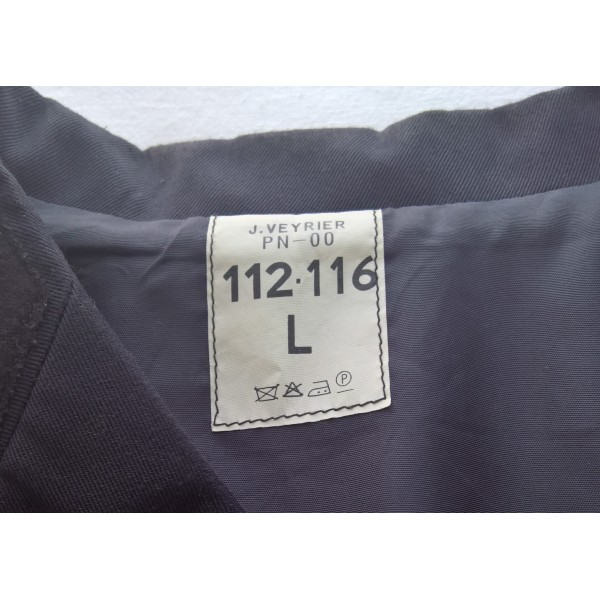 J.VEYRIER
PN-00
112·116
L
P